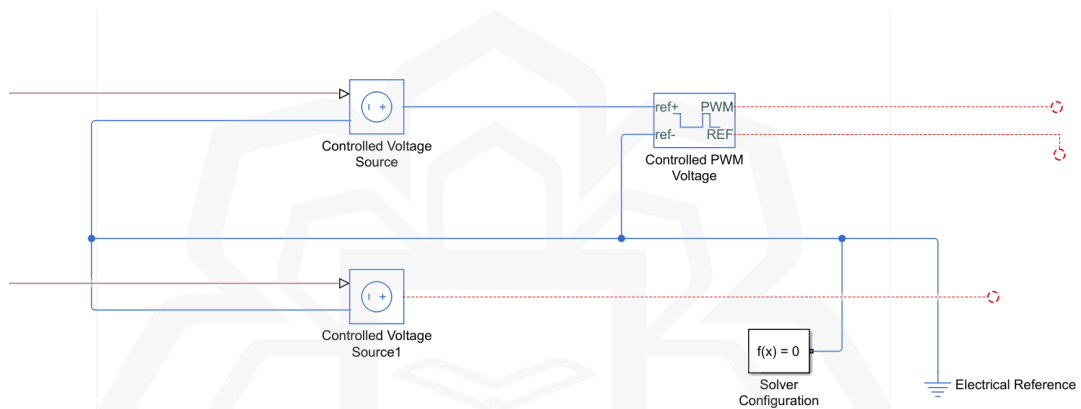 ref+ PWM
ref- REF
Controlled Voltage
Source
Controlled PWM
Voltage
Controlled Voltage
Source1
f(x) = 0
Solver
Configuration
Electrical Reference